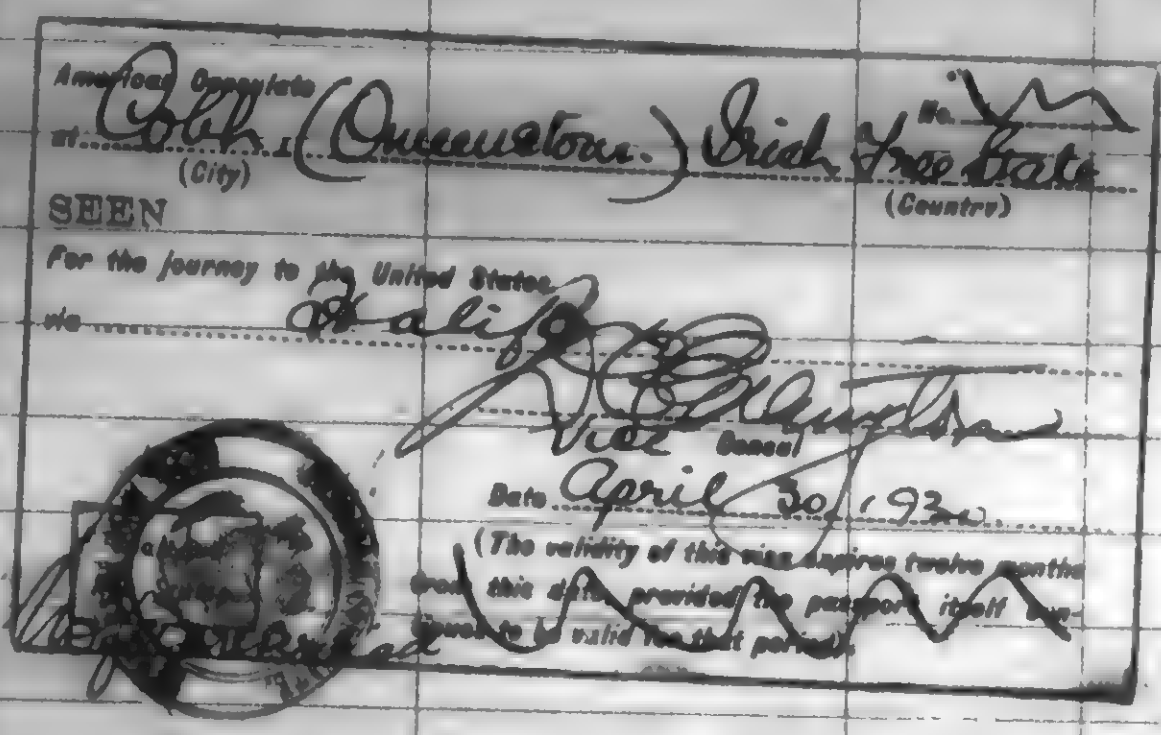 American Consulate
No.
at Cobh, (Queenstown.) Irish Free State
(City)
(Country)
SEEN
For the journey to the United States
via Halifax
Vice Consul
Date April 30, 1930
(The validity of this visa expires twelve months
from this date, provided the passport itself con-
tinues to be valid for that period).